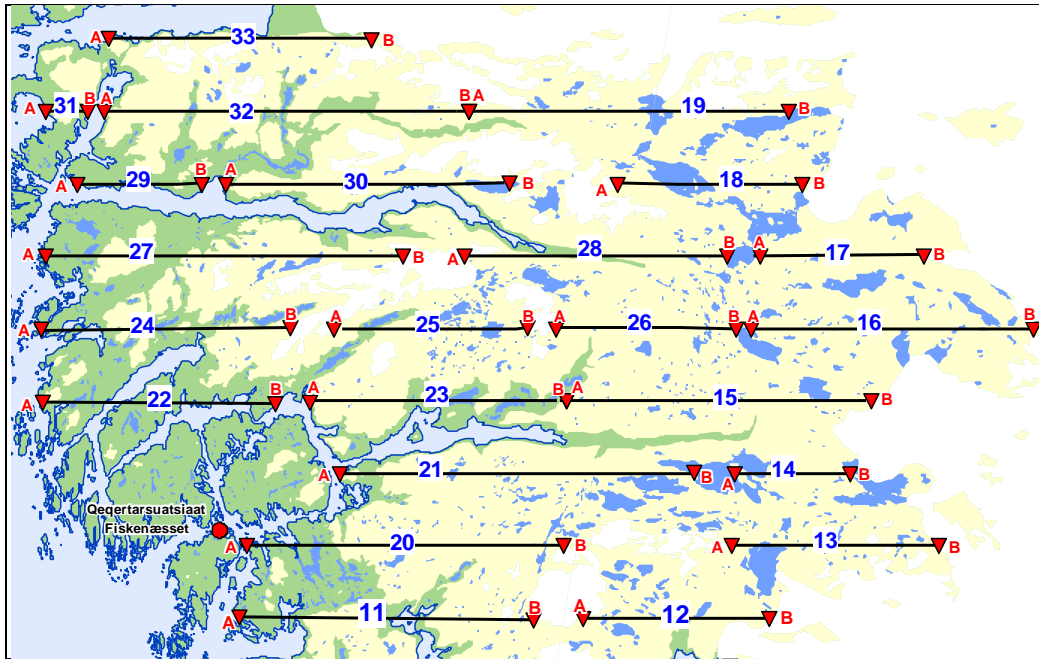 A 33 B
A 31 B A 32 B A 19 B
A 29 B A 30 B A 18 B
A 27 B A 28 B A 17 B
A 24 B A 25 B A 26 B A 16 B
A 22 B A 23 B A 15 B
A 21 B A 14 B
Qeqertarsuatsiaat
Fiskenæsset
A 20 B A 13 B
A 11 B A 12 B